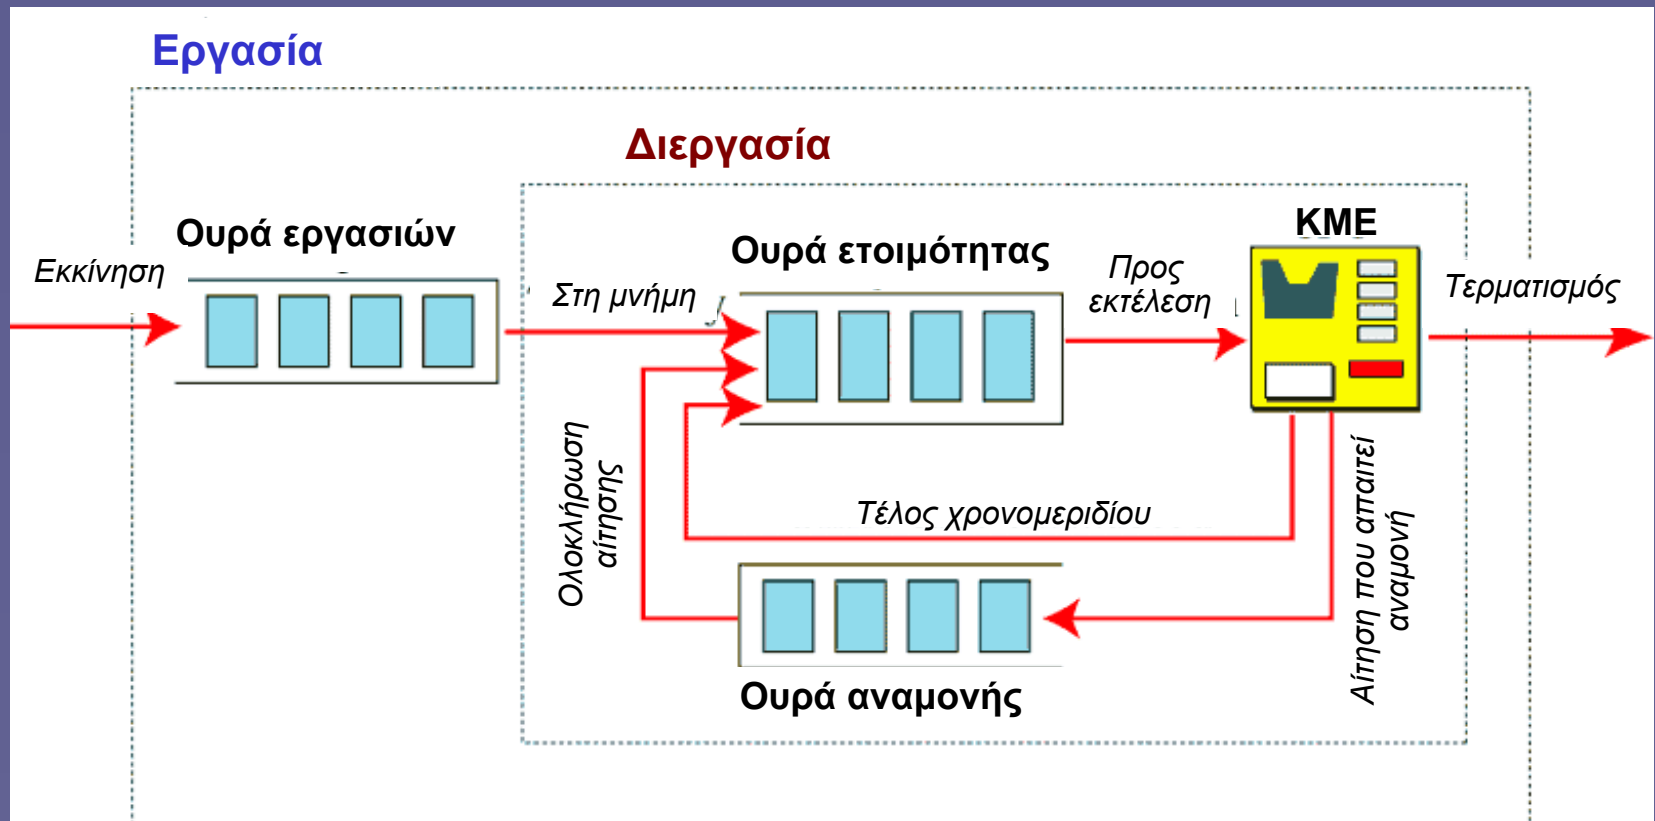 Εργασία
Διεργασία
Ουρά εργασιών
Ουρά ετοιμότητας
ΚΜΕ
Εκκίνηση
Στη μνήμη
Προς
εκτέλεση
Τερματισμός
Ολοκλήρωση
αίτησης
Τέλος χρονομεριδίου
Αίτηση που απαιτεί
αναμονή
Ουρά αναμονής